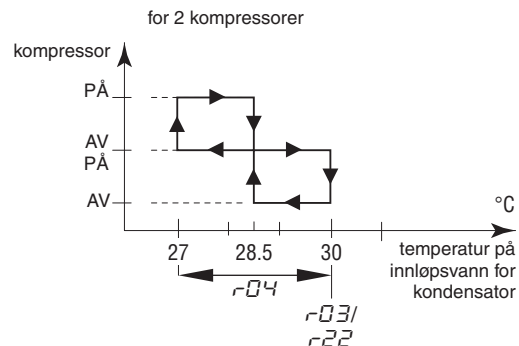 for 2 kompressorer
kompressor
PÅ
AV
PÅ
AV
°C
27 28.5 30
temperatur på
innløpsvann for
kondensator
r04
r03/
r22